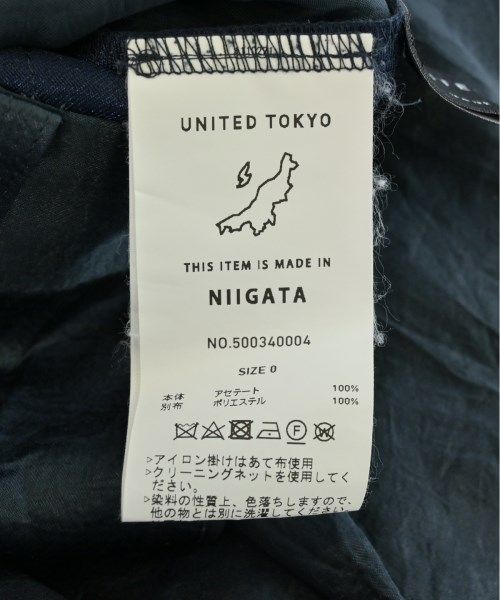 UNITED TOKYO
THIS ITEM IS MADE IN
NIIGATA
NO.500340004
SIZE 0
本体 アセテート 100%
別布 ポリエステル 100%
>アイロン掛けはあて布使用
>クリーニングネットを使用してく
ださい。
>染料の性質上、色落ちしますので、
他の物とは別に洗濯してください